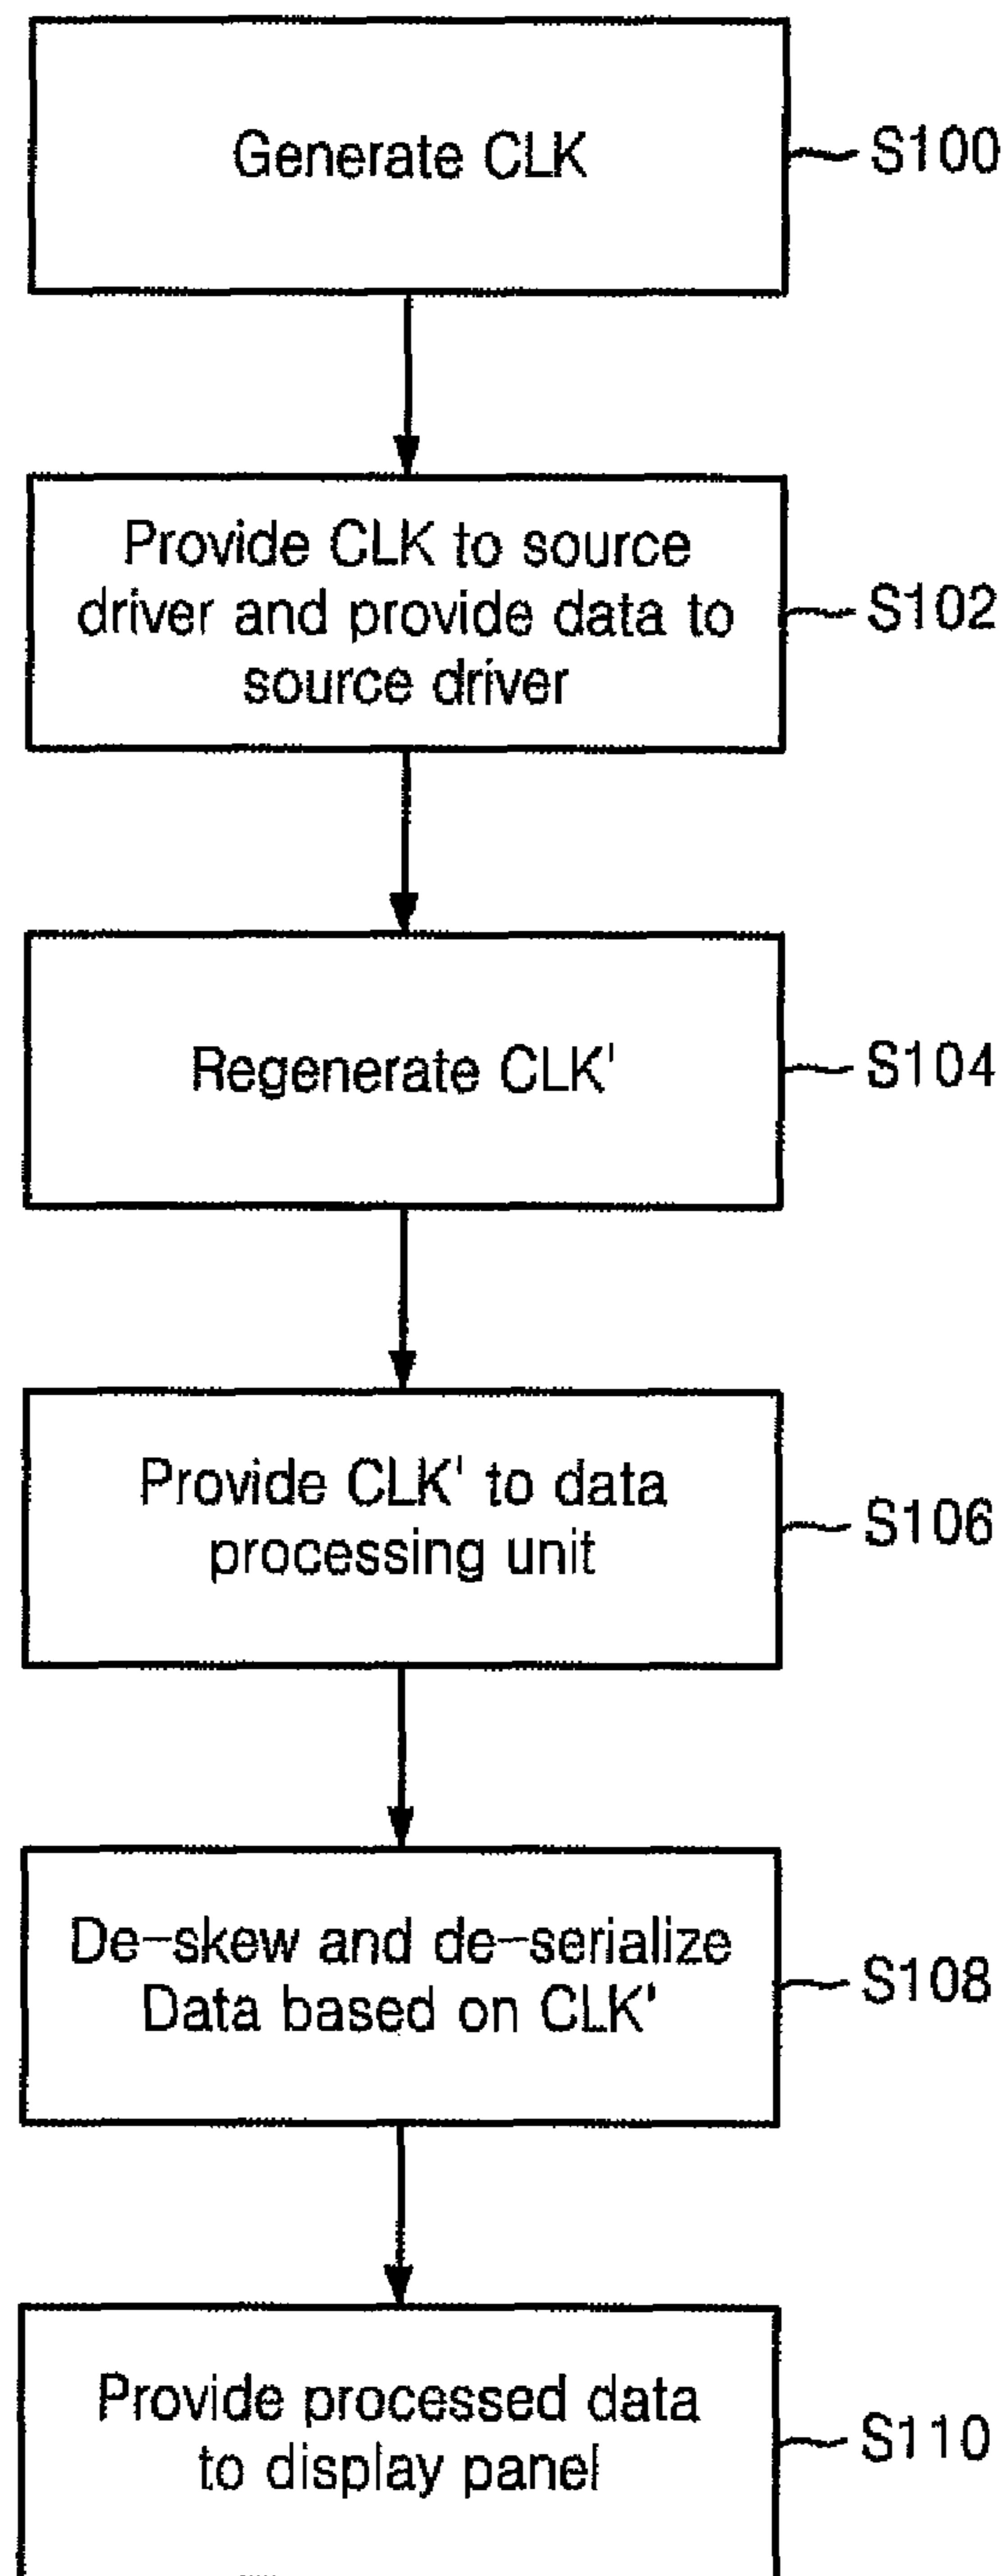 Generate CLK
S100
Provide CLK to source
driver and provide data to
source driver
S102
Regenerate CLK'
S104
Provide CLK' to data
processing unit
S106
De-skew and de-serialize
Data based on CLK'
S108
Provide processed data
to display panel
S110